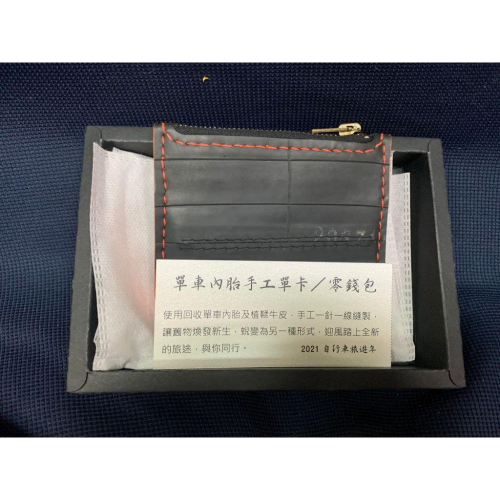 單車內胎手工單卡/零錢包
使用回收單車內胎及植鞣牛皮,手工一針一線縫製,
讓舊物煥發新生,蛻變為另一種形式,迎風踏上全新
的旅途,與你同行。
2021 自行車旅遊年